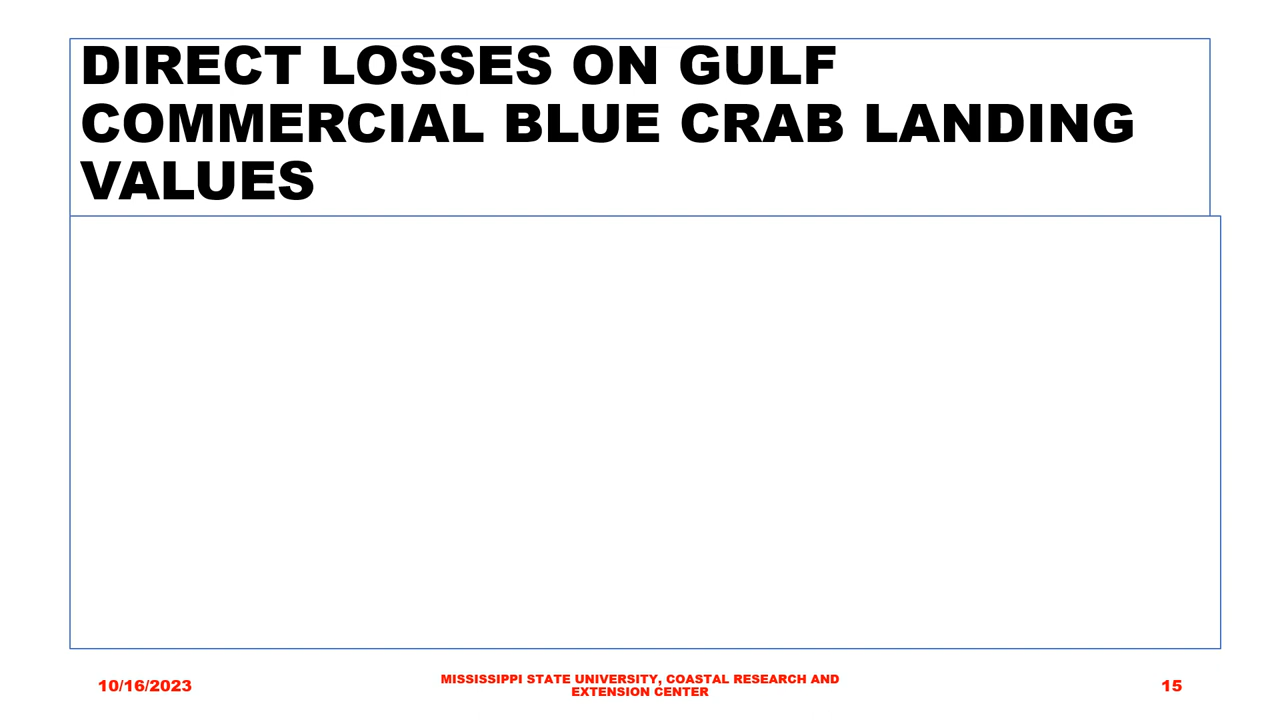 DIRECT LOSSES ON GULF
COMMERCIAL BLUE CRAB LANDING
VALUES
10/16/2023
MISSISSIPPI STATE UNIVERSITY, COASTAL RESEARCH AND
EXTENSION CENTER
15